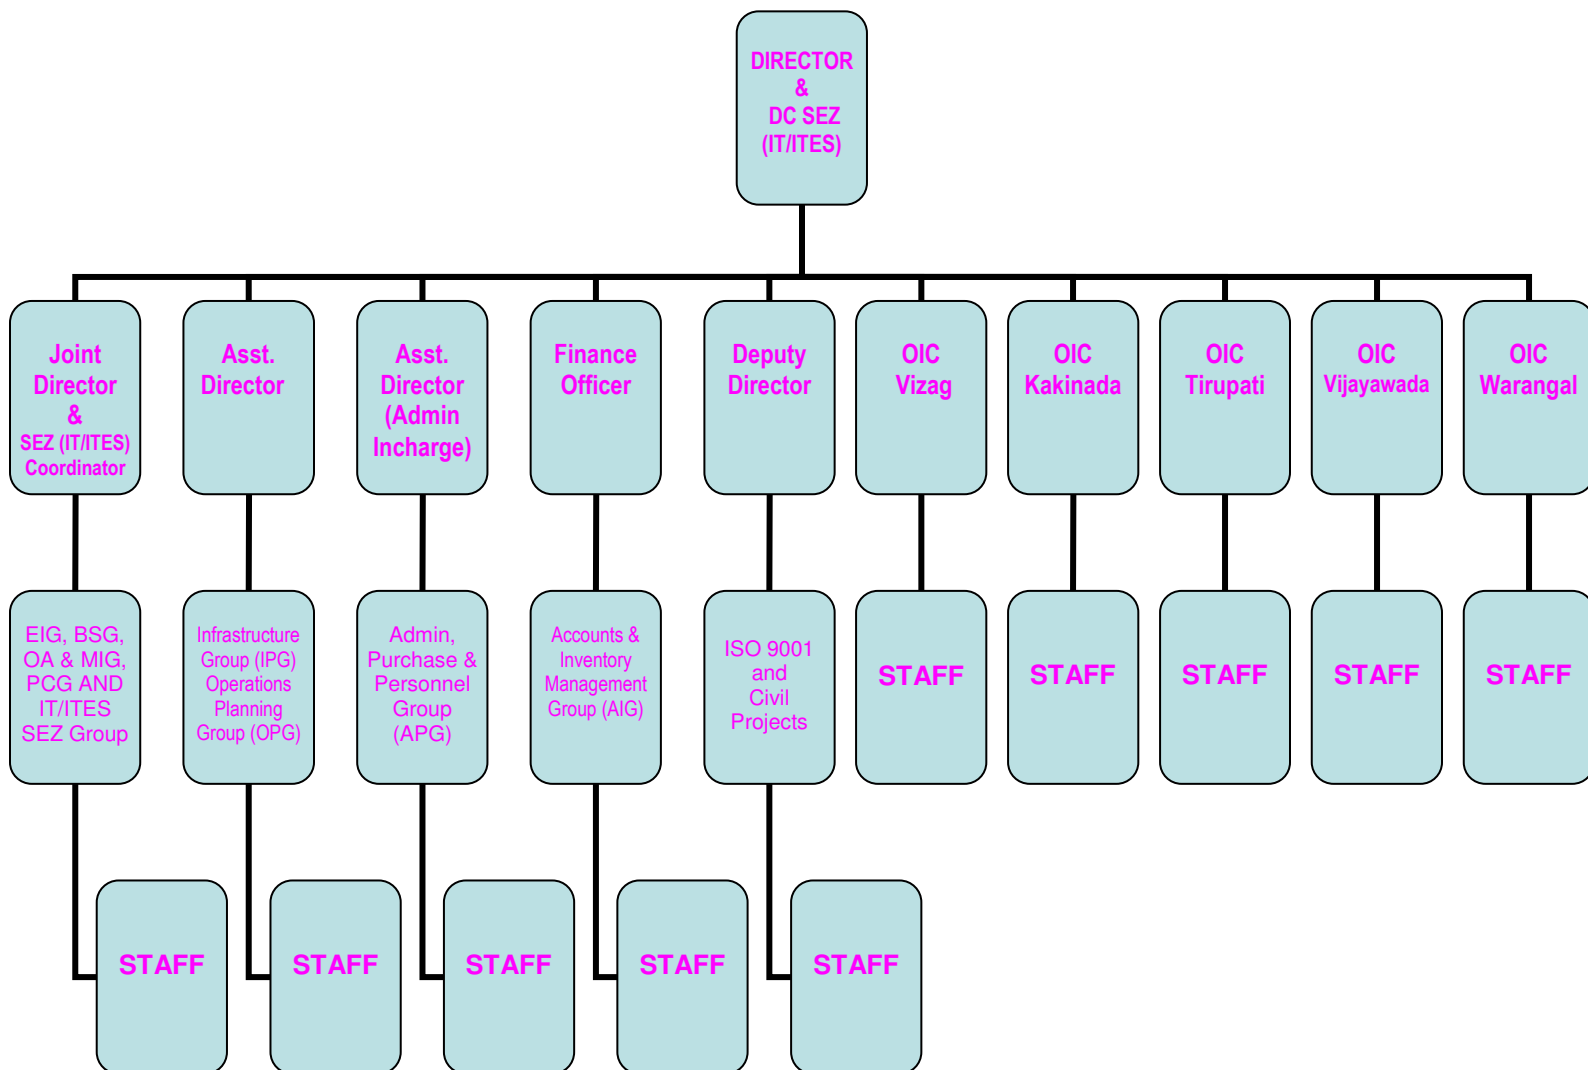 DIRECTOR
&
DC SEZ
(IT/ITES)
Joint
Director
&
SEZ (IT/ITES)
Coordinator
Asst.
Director
Asst.
Director
(Admin
Incharge)
Finance
Officer
Deputy
Director
OIC
Vizag
OIC
Kakinada
OIC
Tirupati
OIC
Vijayawada
OIC
Warangal
EIG, BSG,
OA & MIG,
PCG AND
IT/ITES
SEZ Group
Infrastructure
Group (IPG)
Operations
Planning
Group (OPG)
Admin,
Purchase &
Personnel
Group
(APG)
Accounts &
Inventory
Management
Group (AIG)
ISO 9001
and
Civil
Projects
STAFF
STAFF
STAFF
STAFF
STAFF
STAFF
STAFF
STAFF
STAFF
STAFF